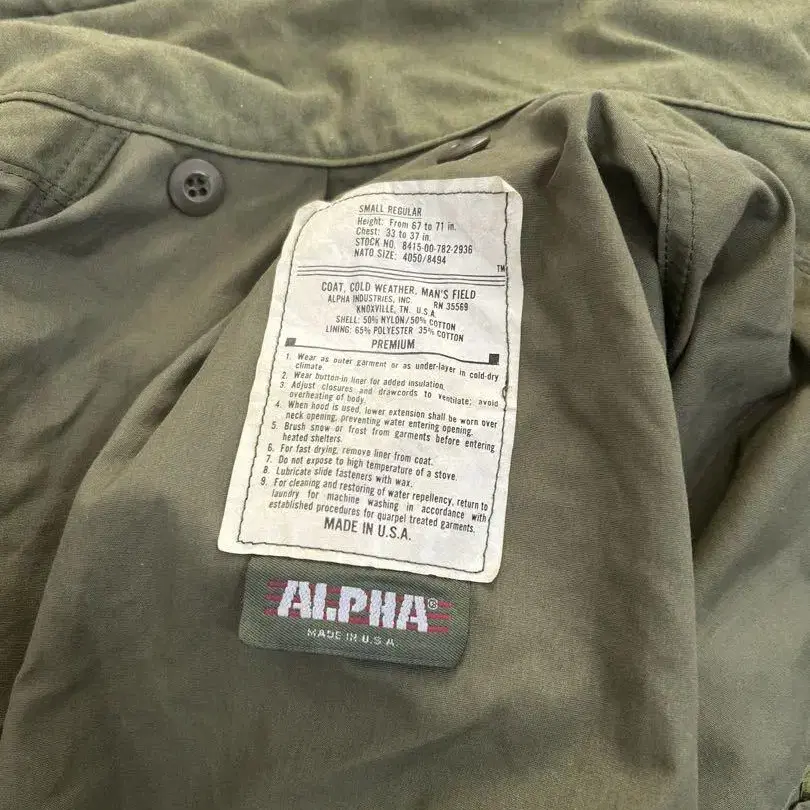 SMALL REGULAR
Height: From 67 to 71 in.
Chest: 33 to 37 in.
STOCK NO. 8415-00-782-2936
NATO SIZE: 4050/8494
TM
COAT, COLD WEATHER, MAN'S FIELD
ALPHA INDUSTRIES, INC. RN 35569
KNOXVILLE, TN. U.S.A.
SHELL: 50% NYLON/50% COTTON
LINING: 65% POLYESTER 35% COTTON
PREMIUM
1. Wear as outer garment or as under-layer in cold-dry
climate.
2. Wear button-in liner for added insulation.
3. Adjust closures and drawcords to ventilate; avoid
overheating of body.
4. When hood is used, lower extension shall be worn over
neck opening, preventing water entering opening.
5. Brush snow or frost from garments before entering
heated shelters.
6. For fast drying, remove liner from coat.
7. Do not expose to high temperature of a stove.
8. Lubricate slide fasteners with wax.
9. For cleaning and restoring of water repellency, return to
laundry for machine washing in accordance with
established procedures for quarpel treated garments.
MADE IN U.S.A.
ALPHA©
MADE IN U.S.A